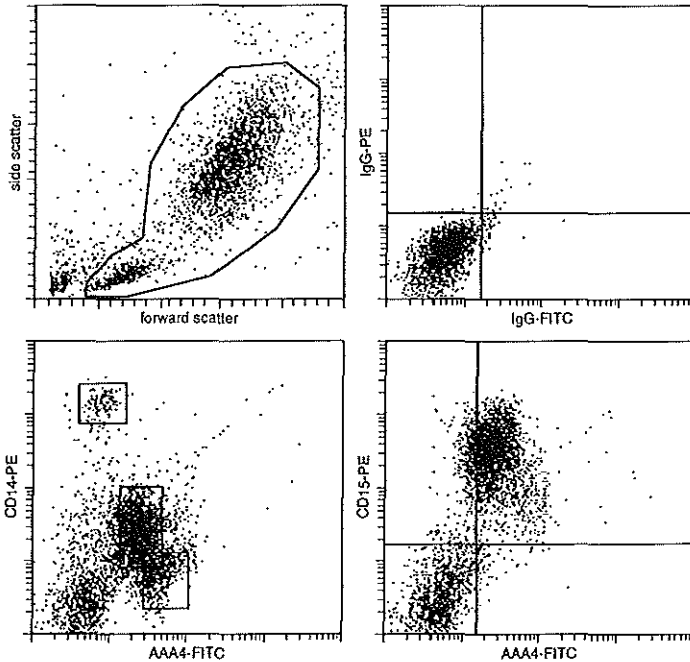 side scatter
forward scatter
IgG-PE
IgG-FITC
CD14-PE
AAA4-FITC
CD15-PE
AAA4-FITC